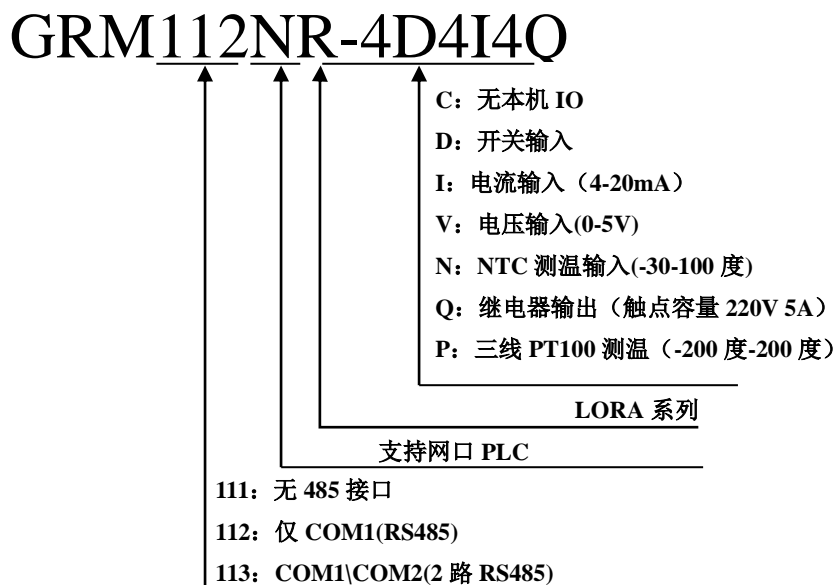 GRM112NR-4D4I4Q
C：无本机 IO
D：开关输入
I：电流输入（4-20mA）
V：电压输入(0-5V)
N：NTC 测温输入(-30-100 度)
Q：继电器输出（触点容量 220V 5A）
P：三线 PT100 测温（-200 度-200 度）
LORA 系列
支持网口 PLC
111：无 485 接口
112：仅 COM1(RS485)
113：COM1\COM2(2 路 RS485)